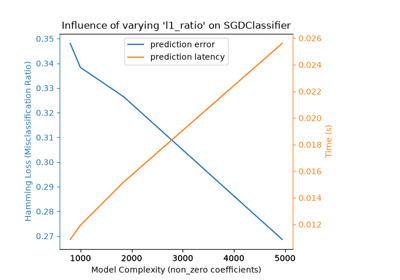 Influence of varying 'l1_ratio' on SGDClassifier
prediction error
prediction latency
Hamming Loss (Misclassification Ratio)
0.35
0.34
0.33
0.32
0.31
0.30
0.29
0.28
0.27
0.026
0.024
0.022
0.020
0.018
0.016
0.014
0.012
Time (s)
1000 2000 3000 4000 5000
Model Complexity (non_zero coefficients)